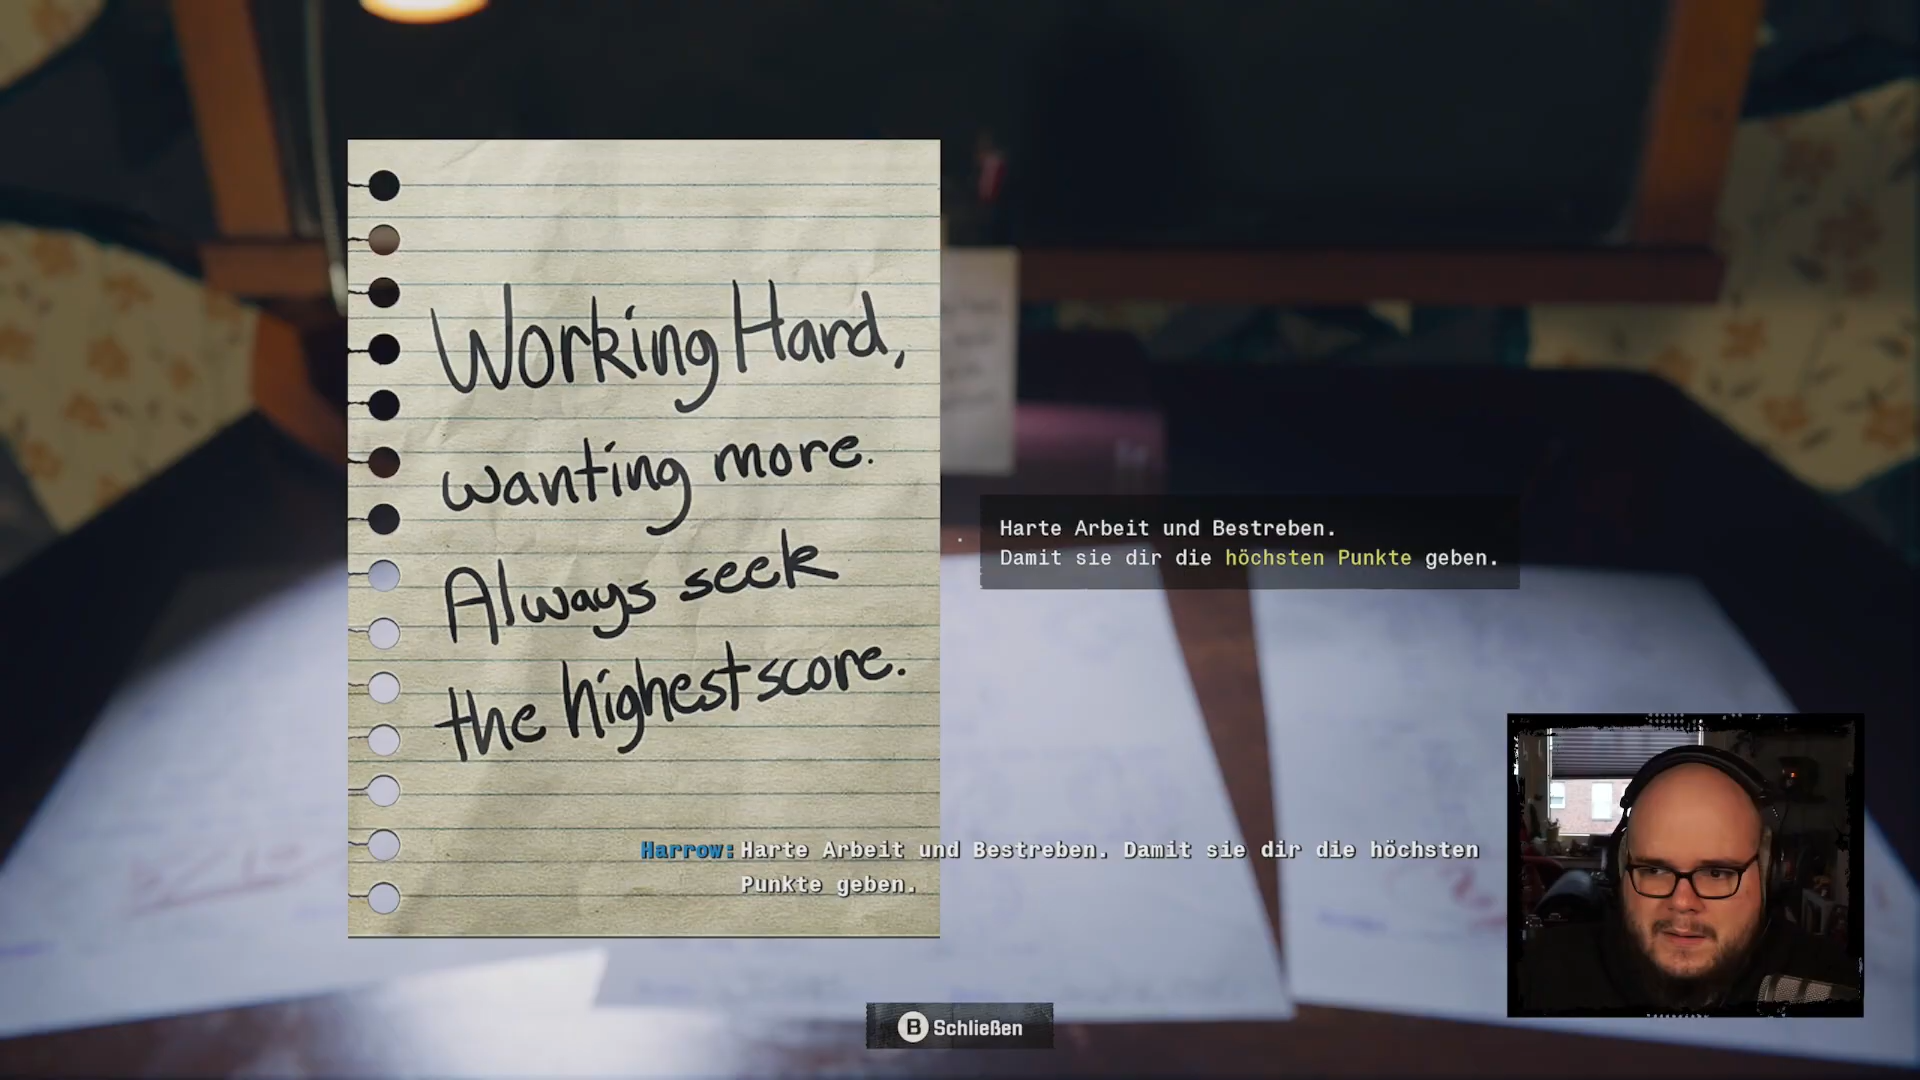 Working Hard,
wanting more.
Always seek
the highest score.
Harte Arbeit und Bestreben.
Damit sie dir die höchsten Punkte geben.
Harrow: Harte Arbeit und Bestreben. Damit sie dir die höchsten
Punkte geben.
B Schließen